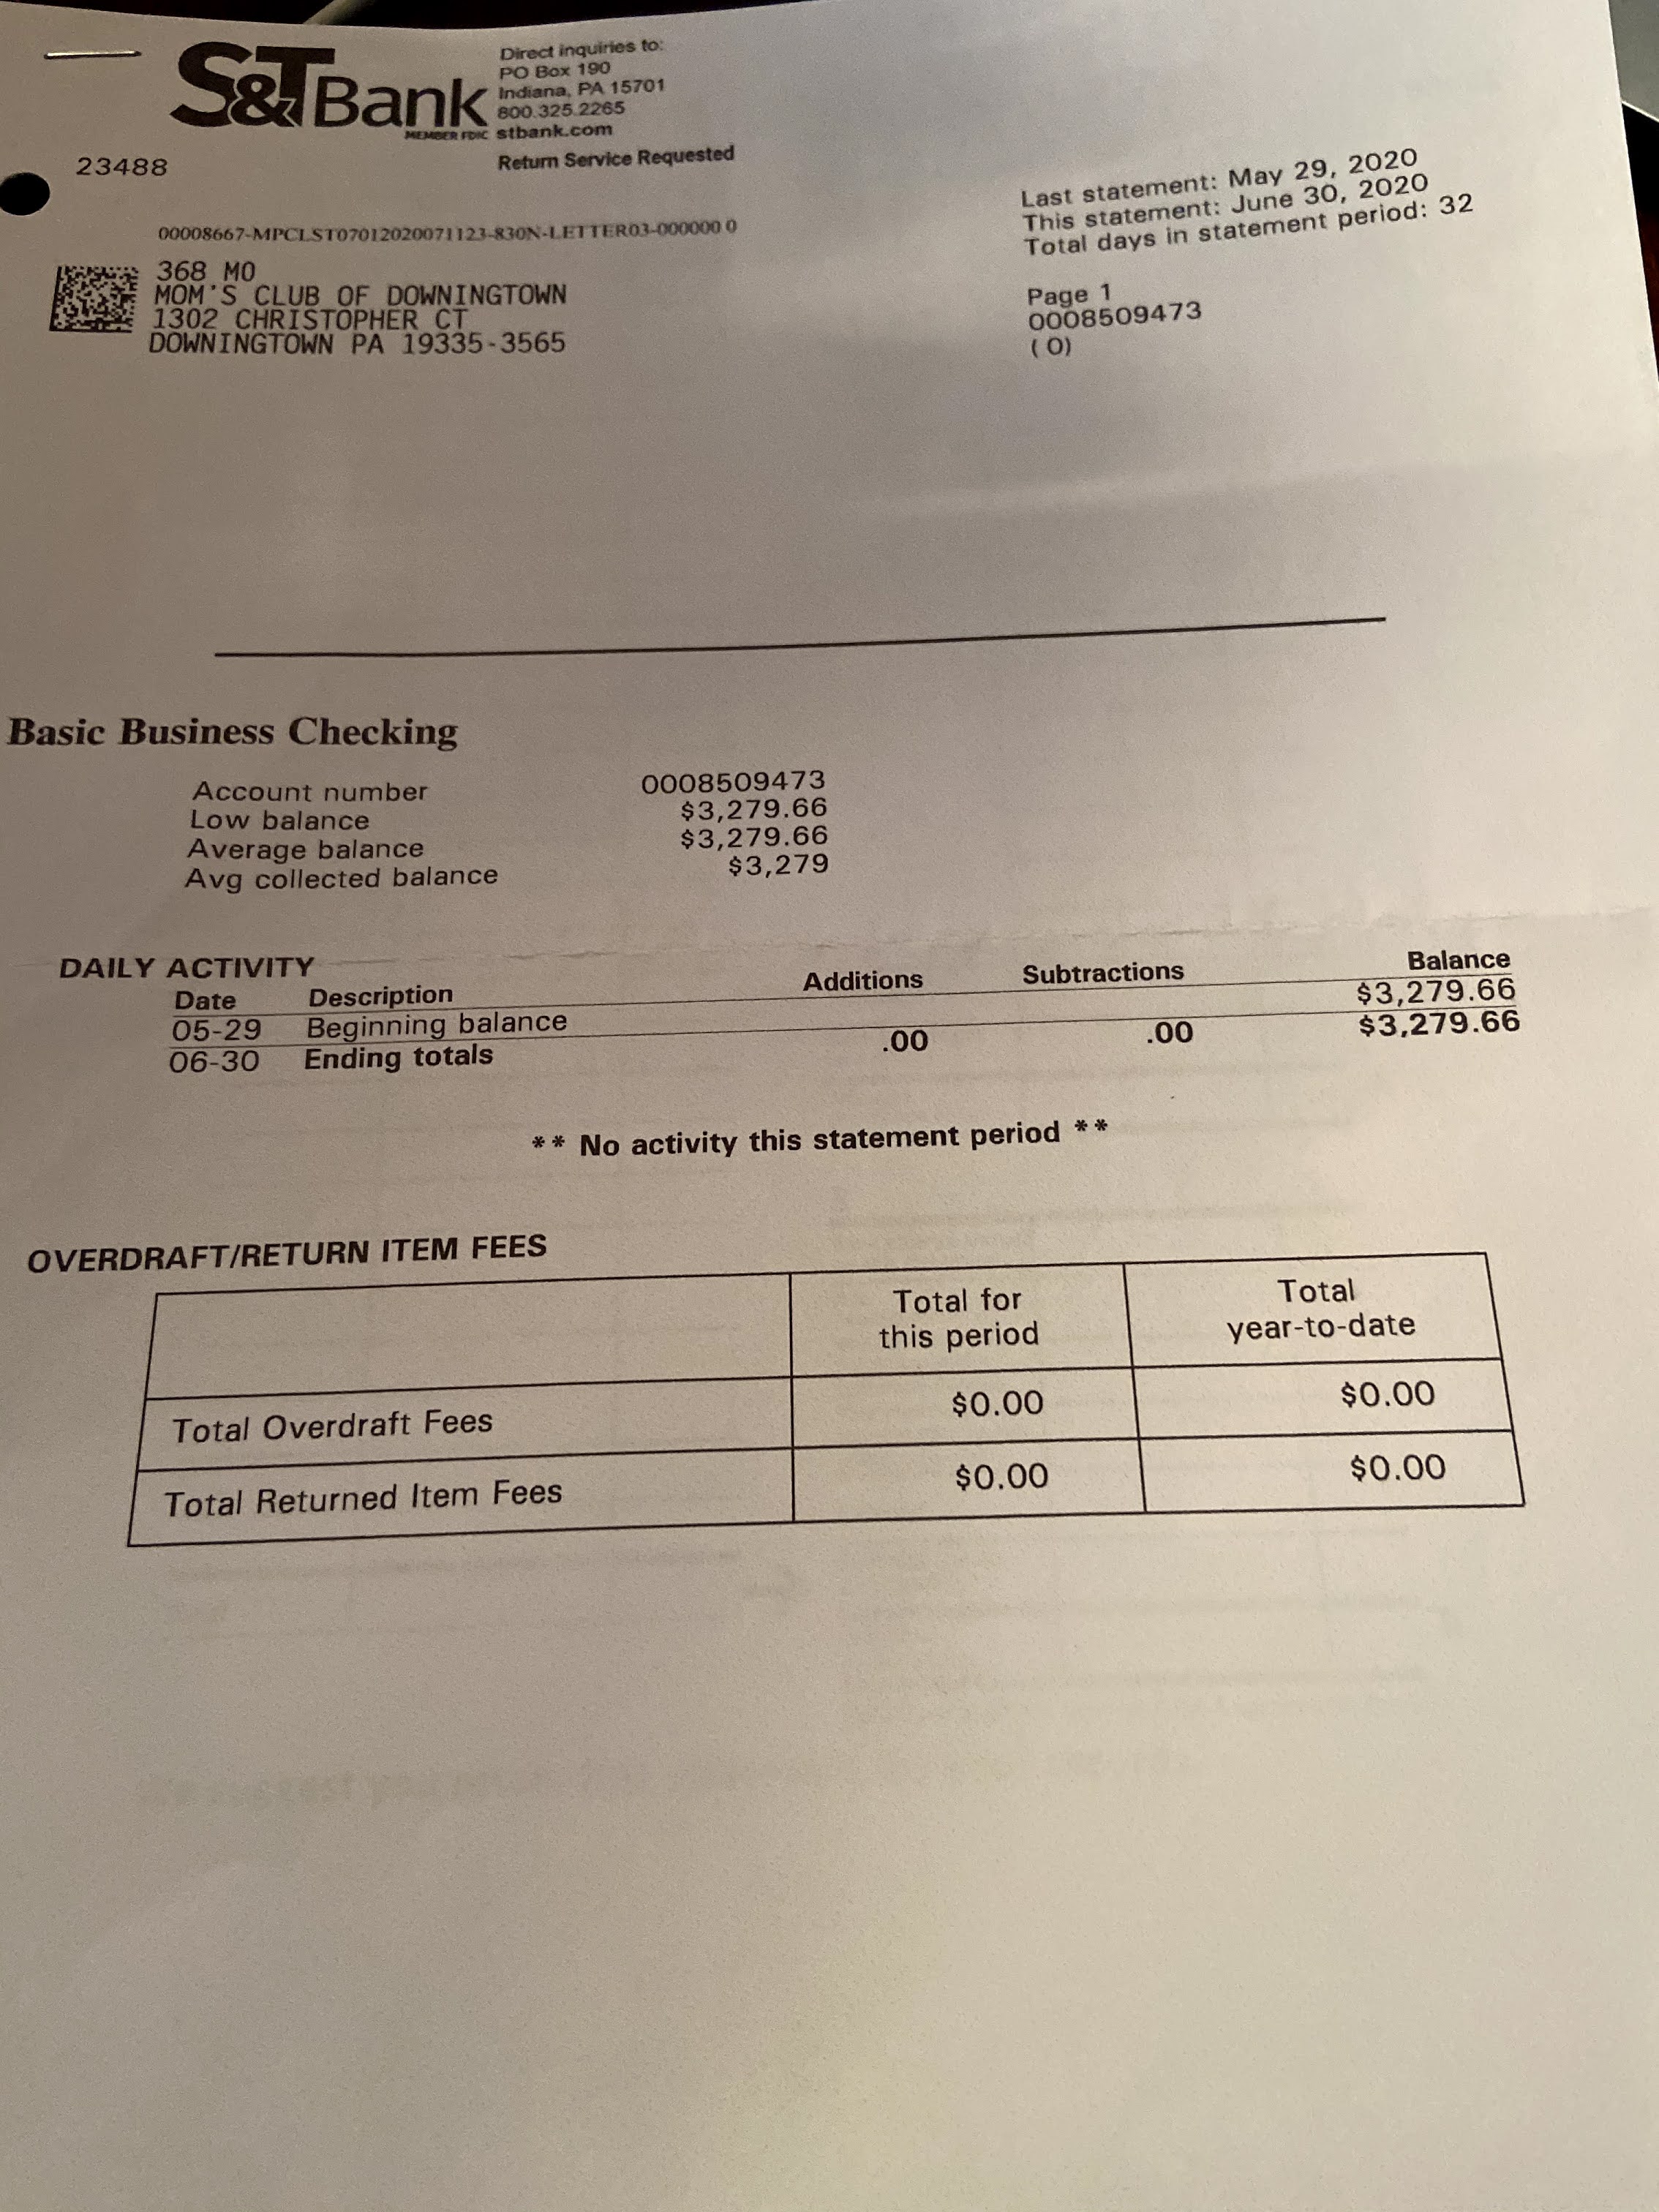 S&T Bank
MEMBER FDIC
Direct inquiries to:
PO Box 190
Indiana, PA 15701
800.325.2265
stbank.com
23488
Return Service Requested
Last statement: May 29, 2020
This statement: June 30, 2020
Total days in statement period: 32
00008667-MPCLST07012020071123-830N-LETTER03-000000 0
368 MO
MOM'S CLUB OF DOWNINGTOWN
1302 CHRISTOPHER CT
DOWNINGTOWN PA 19335-3565
Page 1
0008509473
( 0)
Basic Business Checking
Account number 0008509473
Low balance $3,279.66
Average balance $3,279.66
Avg collected balance $3,279
DAILY ACTIVITY
Date Description Additions Subtractions Balance
05-29 Beginning balance $3,279.66
06-30 Ending totals .00 .00 $3,279.66
** No activity this statement period **
OVERDRAFT/RETURN ITEM FEES
Total for this period Total year-to-date
Total Overdraft Fees $0.00 $0.00
Total Returned Item Fees $0.00 $0.00